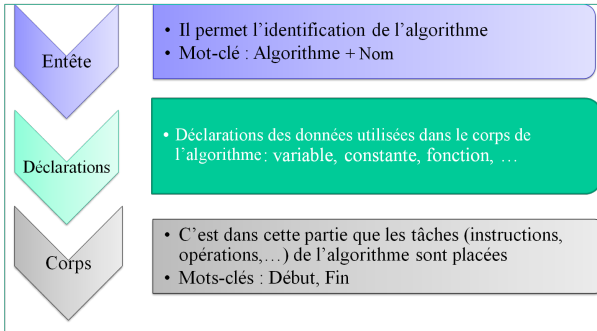 Entête
• Il permet l’identification de l’algorithme
• Mot-clé : Algorithme + Nom
Déclarations
• Déclarations des données utilisées dans le corps de
l’algorithme : variable, constante, fonction, …
Corps
• C’est dans cette partie que les tâches (instructions,
opérations,…) de l’algorithme sont placées
• Mots-clés : Début, Fin